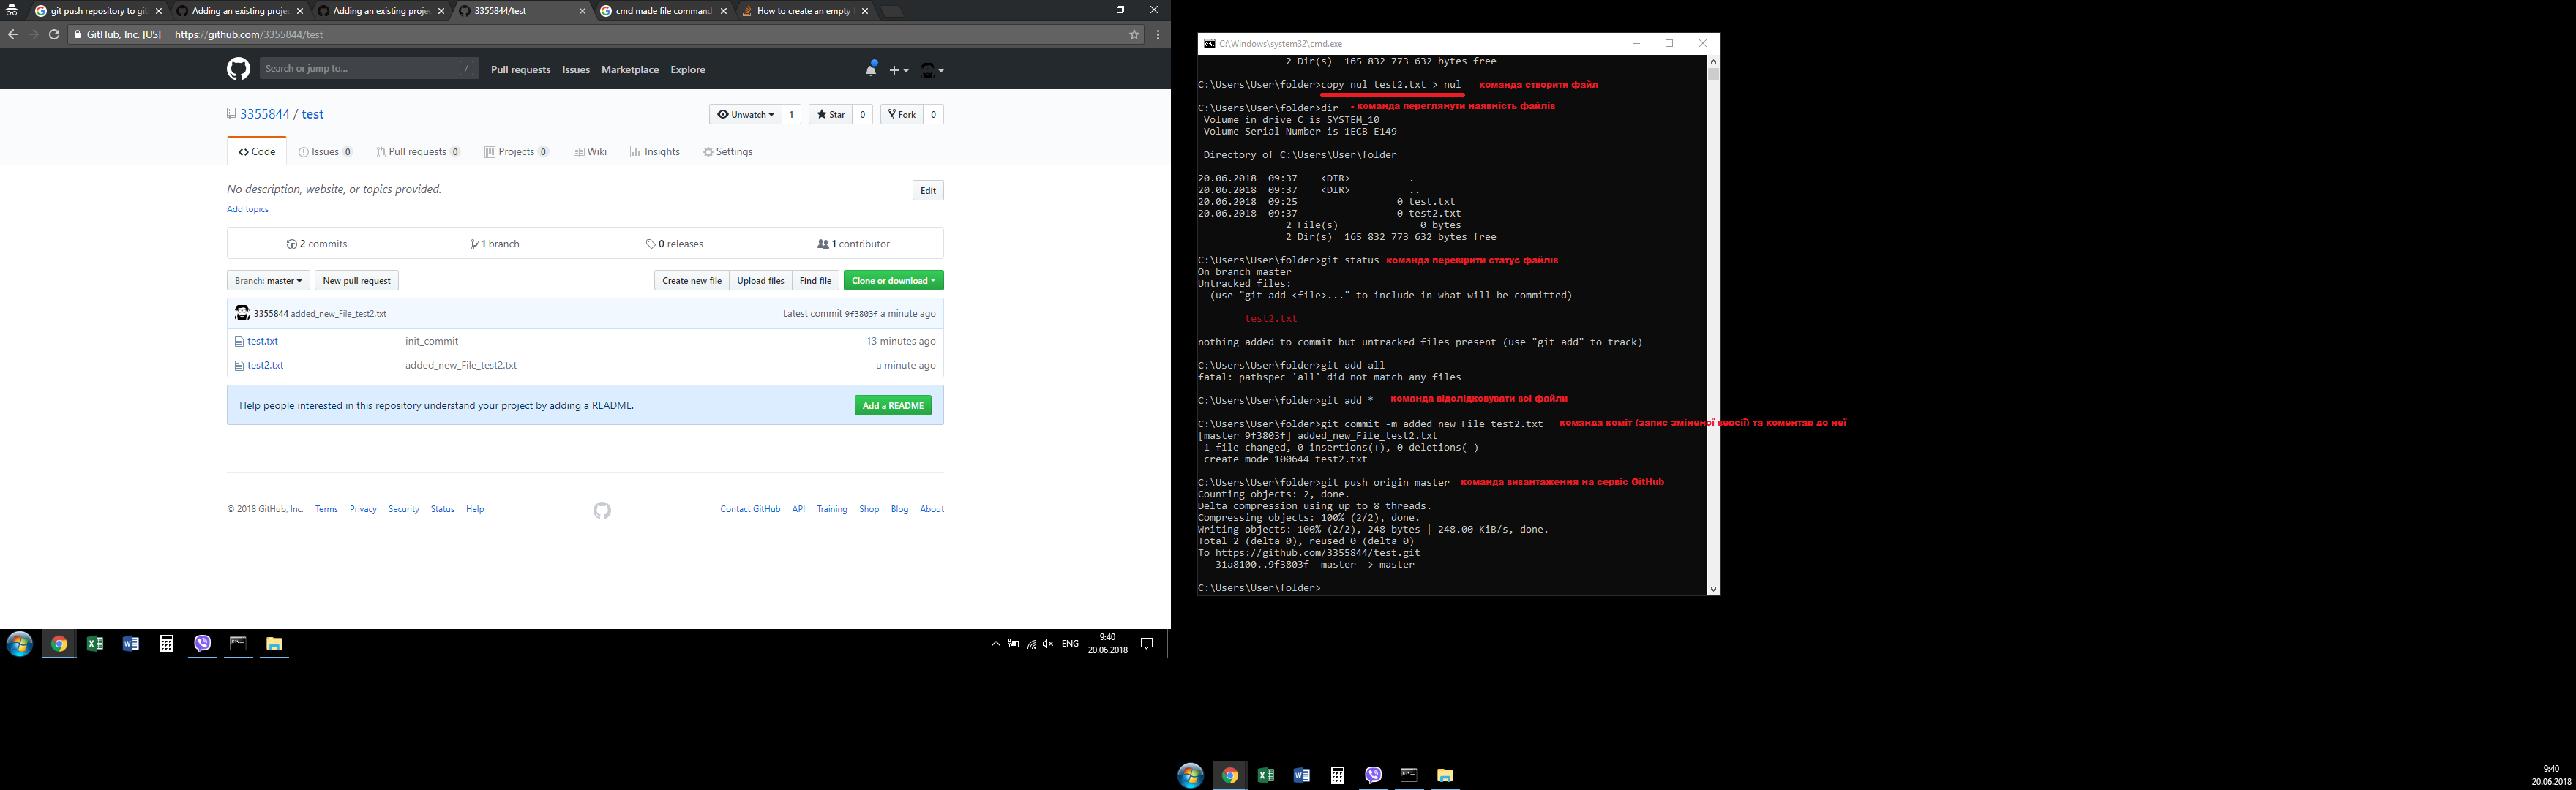 git push repository to git
Adding an existing projec
Adding an existing projec
3355844/test
cmd made file command
How to create an empty
GitHub, Inc. [US] | https://github.com/3355844/test
Search or jump to... /
Pull requests Issues Marketplace Explore
3355844 / test
Unwatch 1 Star 0 Fork 0
Code Issues 0 Pull requests 0 Projects 0 Wiki Insights Settings
No description, website, or topics provided. Edit
Add topics
2 commits 1 branch 0 releases 1 contributor
Branch: master New pull request Create new file Upload files Find file Clone or download
3355844 added_new_File_test2.txt Latest commit 9f3803f a minute ago
test.txt init_commit 13 minutes ago
test2.txt added_new_File_test2.txt a minute ago
Help people interested in this repository understand your project by adding a README. Add a README
© 2018 GitHub, Inc. Terms Privacy Security Status Help Contact GitHub API Training Shop Blog About
ENG 9:40
20.06.2018
C:\Windows\system32\cmd.exe
2 Dir(s) 165 832 773 632 bytes free
C:\Users\User\folder>copy nul test2.txt > nul команда створити файл
C:\Users\User\folder>dir - команда переглянути наявність файлів
Volume in drive C is SYSTEM_10
Volume Serial Number is 1ECB-E149
Directory of C:\Users\User\folder
20.06.2018 09:37 <DIR> .
20.06.2018 09:37 <DIR> ..
20.06.2018 09:25 0 test.txt
20.06.2018 09:37 0 test2.txt
2 File(s) 0 bytes
2 Dir(s) 165 832 773 632 bytes free
C:\Users\User\folder>git status команда перевірити статус файлів
On branch master
Untracked files:
(use "git add <file>..." to include in what will be committed)
test2.txt
nothing added to commit but untracked files present (use "git add" to track)
C:\Users\User\folder>git add all
fatal: pathspec 'all' did not match any files
C:\Users\User\folder>git add * команда відслідковувати всі файли
C:\Users\User\folder>git commit -m added_new_File_test2.txt команда коміт (запис зміненої версії) та коментар до неї
[master 9f3803f] added_new_File_test2.txt
1 file changed, 0 insertions(+), 0 deletions(-)
create mode 100644 test2.txt
C:\Users\User\folder>git push origin master команда вивантаження на сервіс GitHub
Counting objects: 2, done.
Delta compression using up to 8 threads.
Compressing objects: 100% (2/2), done.
Writing objects: 100% (2/2), 248 bytes | 248.00 KiB/s, done.
Total 2 (delta 0), reused 0 (delta 0)
To https://github.com/3355844/test.git
31a8100..9f3803f master -> master
C:\Users\User\folder>
9:40
20.06.2018